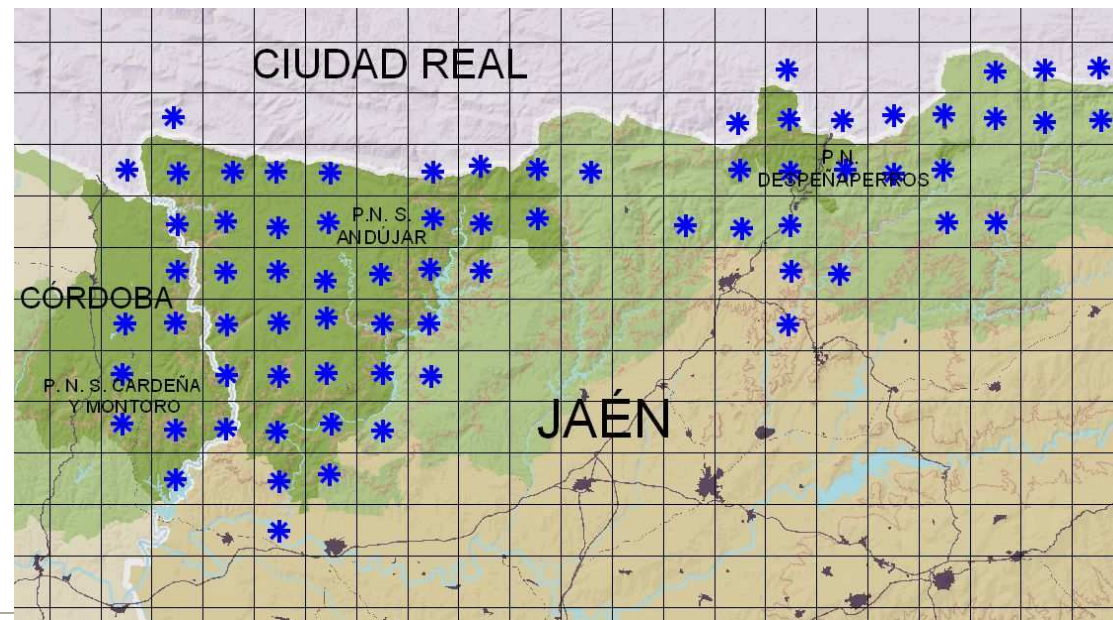 CIUDAD REAL
P.N.
DESPEÑAPERROS
P.N. S.
ANDÚJAR
CÓRDOBA
P. N. S. CARDEÑA
Y MONTORO
JAÉN